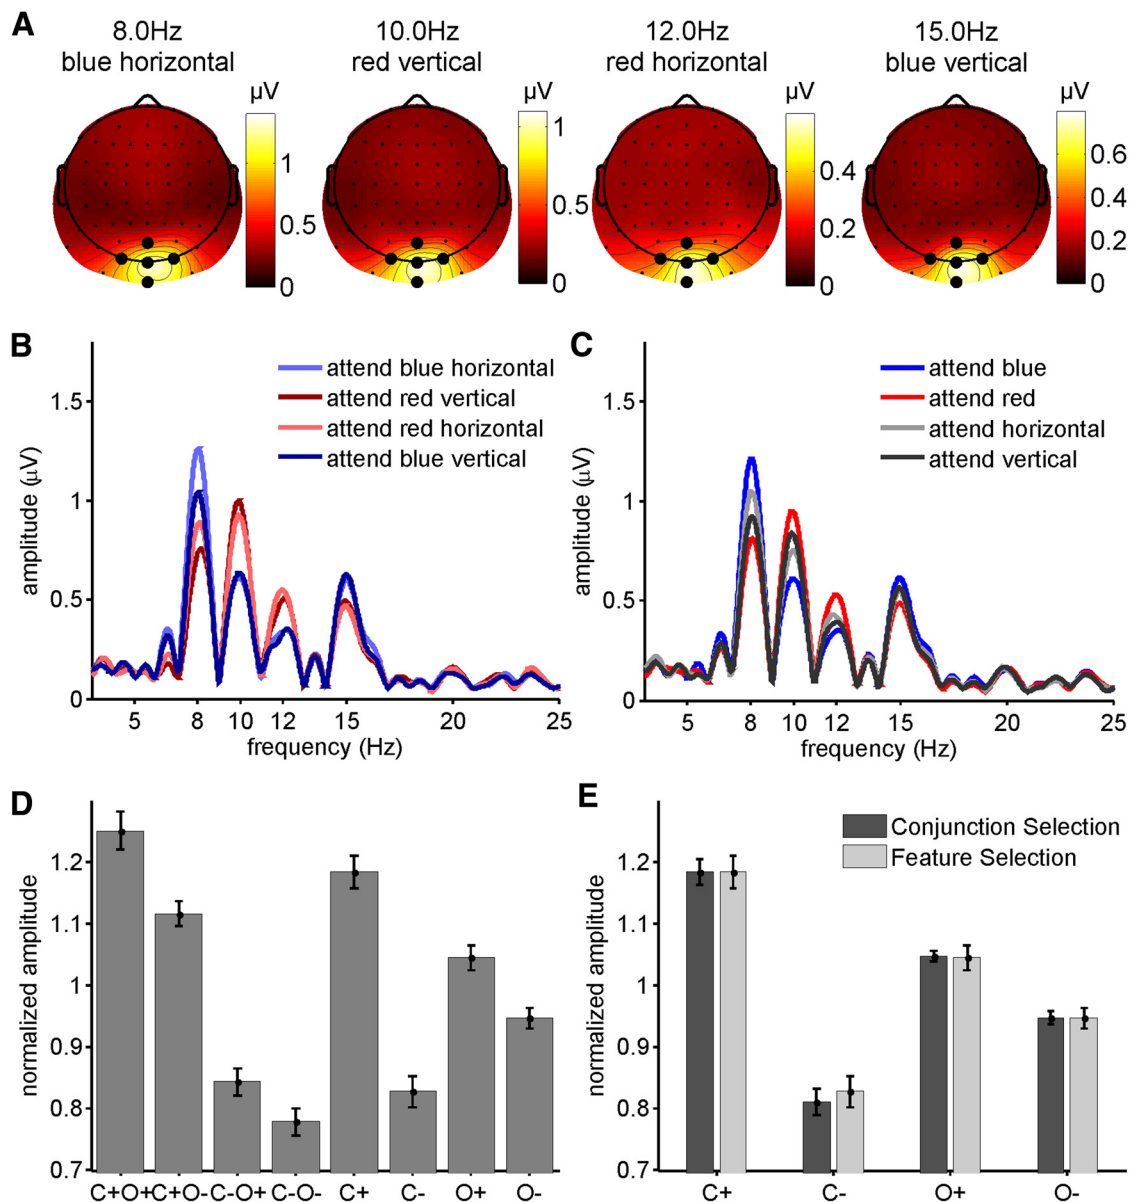 A
8.0Hz
blue horizontal
10.0Hz
red vertical
12.0Hz
red horizontal
15.0Hz
blue vertical
µV
1
0.5
0
µV
1
0.5
0
µV
0.4
0.2
0
µV
0.6
0.4
0.2
0
B
attend blue horizontal
attend red vertical
attend red horizontal
attend blue vertical
amplitude (µV)
1.5
1
0.5
0
5 8 10 12 15 20 25
frequency (Hz)
C
attend blue
attend red
attend horizontal
attend vertical
amplitude (µV)
1.5
1
0.5
0
5 8 10 12 15 20 25
frequency (Hz)
D
normalized amplitude
1.2
1.1
1
0.9
0.8
0.7
C+O+ C+O- C-O+ C-O- C+ C- O+ O-
E
Conjunction Selection
Feature Selection
normalized amplitude
1.2
1.1
1
0.9
0.8
0.7
C+ C- O+ O-